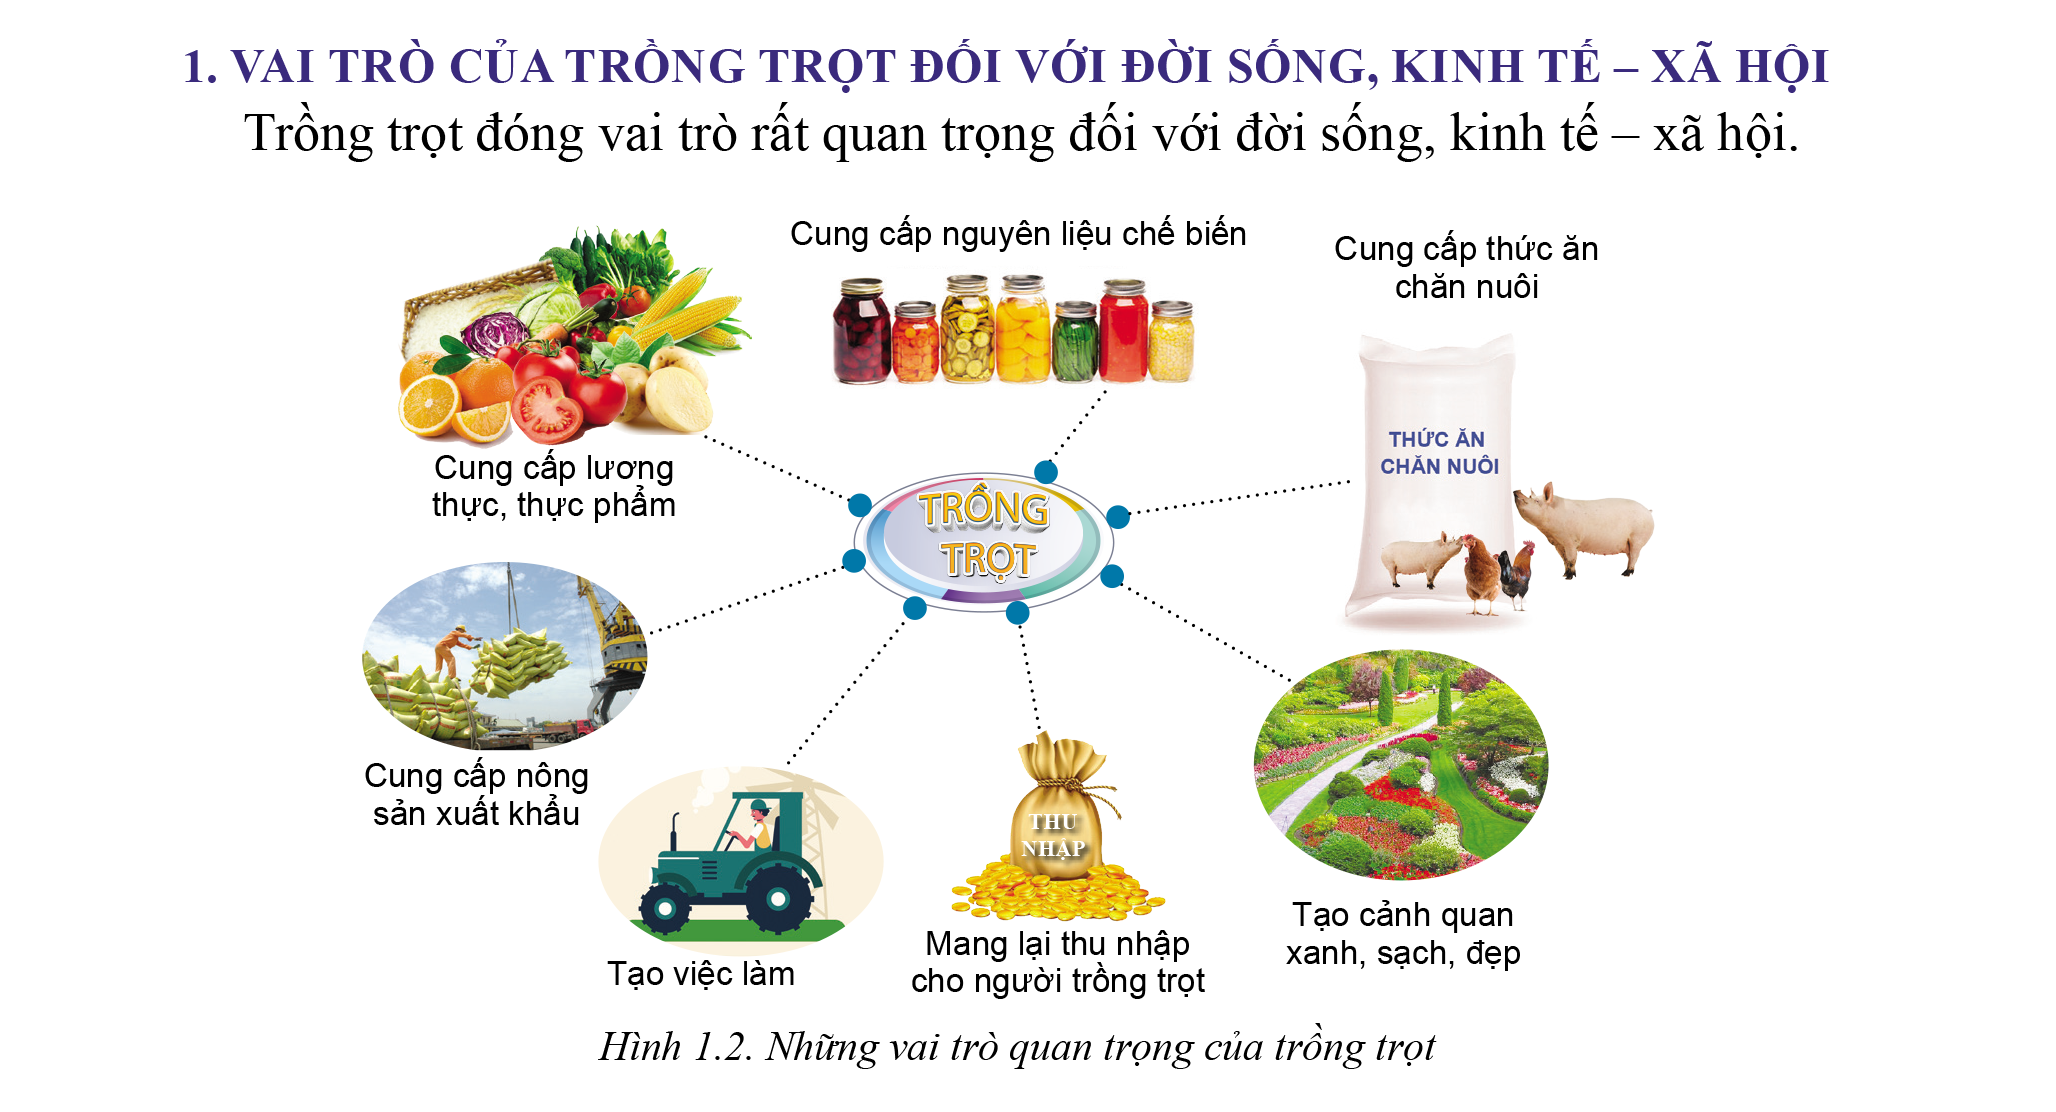 1. VAI TRÒ CỦA TRỒNG TRỌT ĐỐI VỚI ĐỜI SỐNG, KINH TẾ – XÃ HỘI
Trồng trọt đóng vai trò rất quan trọng đối với đời sống, kinh tế – xã hội.
Cung cấp lương
thực, thực phẩm
Cung cấp nguyên liệu chế biến
Cung cấp thức ăn
chăn nuôi
THỨC ĂN
CHĂN NUÔI
TRỒNG
TRỌT
Cung cấp nông
sản xuất khẩu
Tạo việc làm
THU
NHẬP
Mang lại thu nhập
cho người trồng trọt
Tạo cảnh quan
xanh, sạch, đẹp
Hình 1.2. Những vai trò quan trọng của trồng trọt